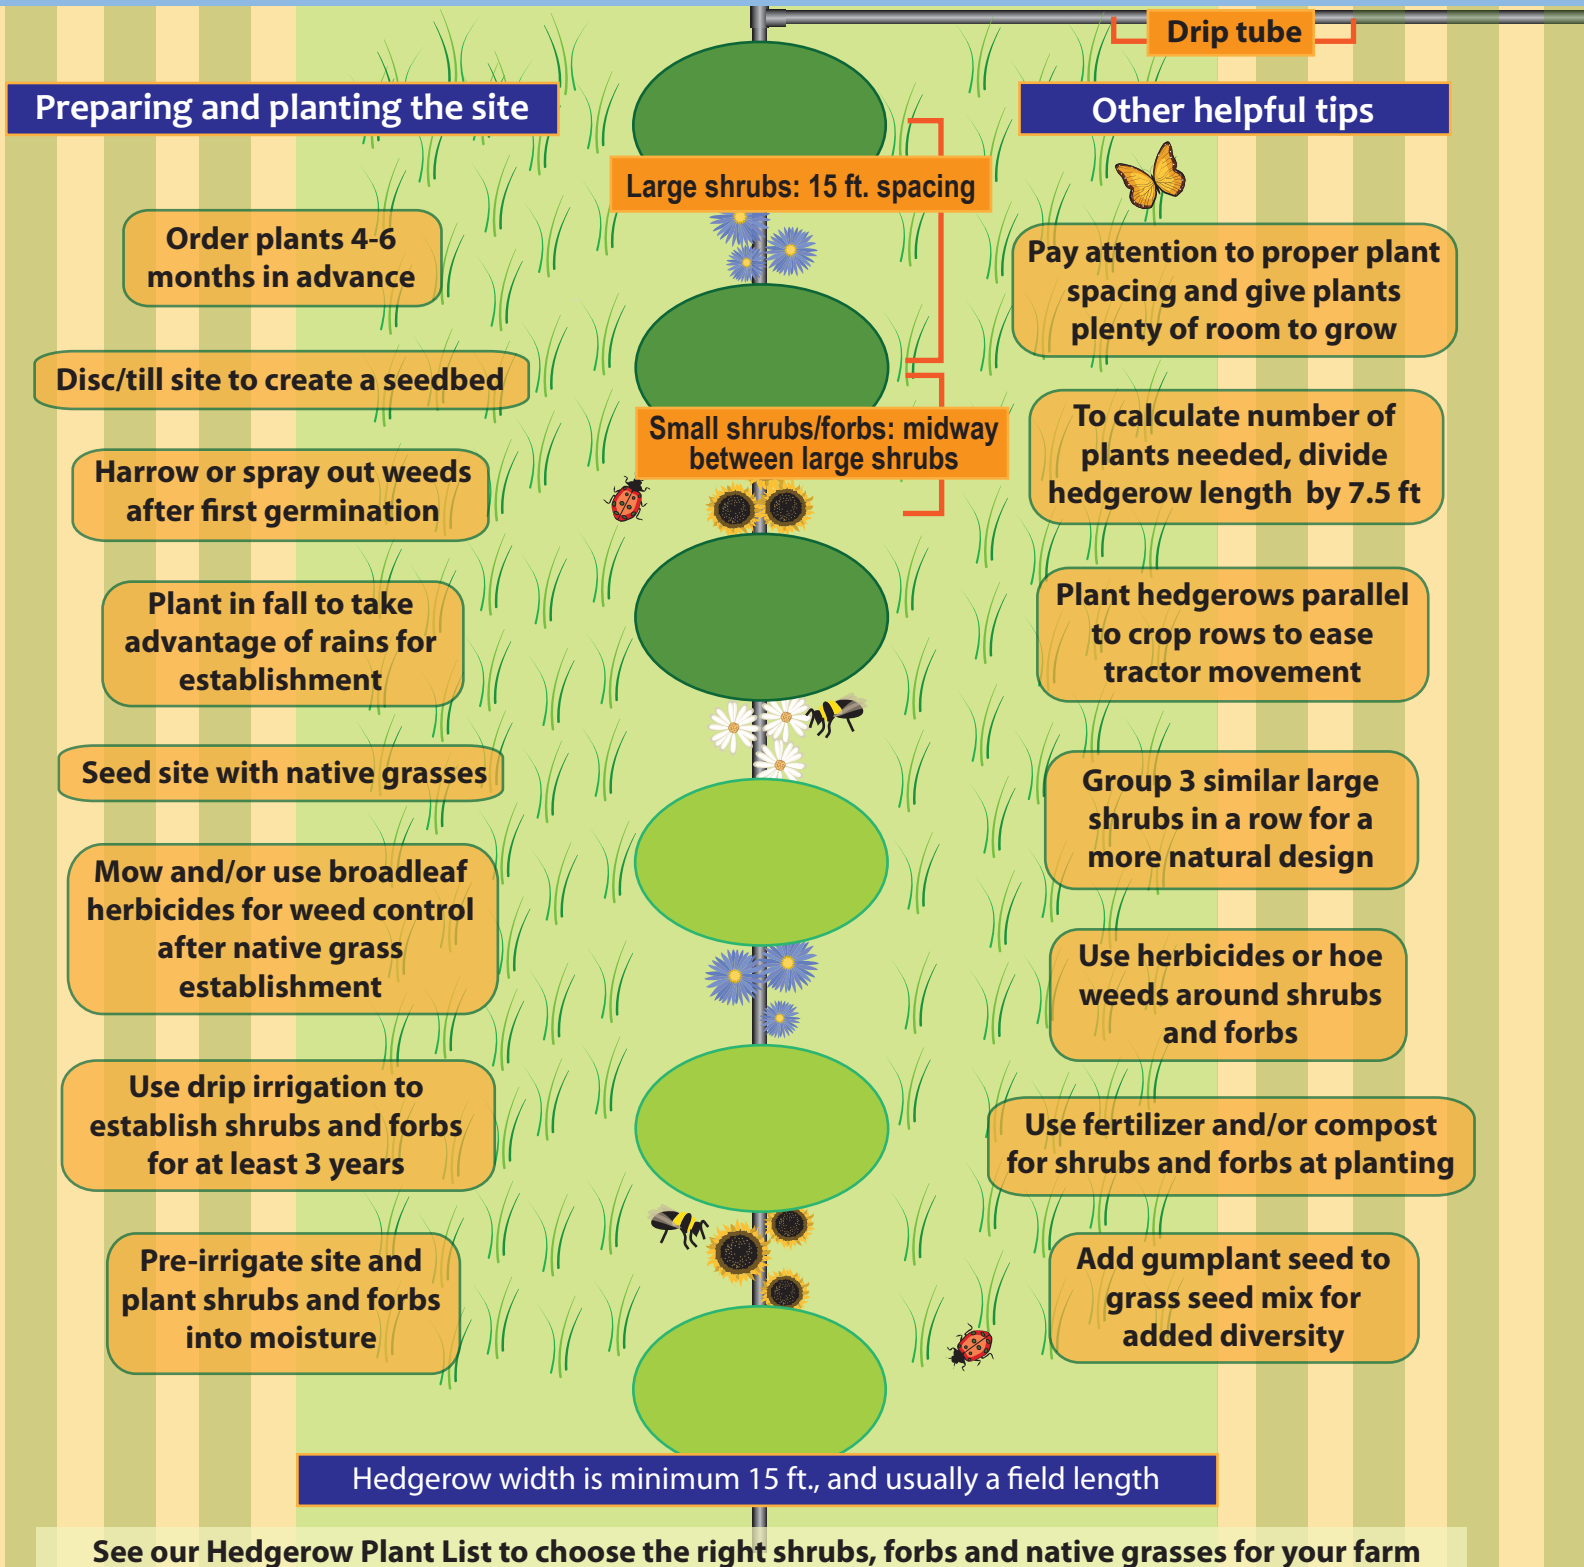 Drip tube
Preparing and planting the site
Order plants 4-6
months in advance
Disc/till site to create a seedbed
Harrow or spray out weeds
after first germination
Plant in fall to take
advantage of rains for
establishment
Seed site with native grasses
Mow and/or use broadleaf
herbicides for weed control
after native grass
establishment
Use drip irrigation to
establish shrubs and forbs
for at least 3 years
Pre-irrigate site and
plant shrubs and forbs
into moisture
Large shrubs: 15 ft. spacing
Small shrubs/forbs: midway
between large shrubs
Other helpful tips
Pay attention to proper plant
spacing and give plants
plenty of room to grow
To calculate number of
plants needed, divide
hedgerow length by 7.5 ft
Plant hedgerows parallel
to crop rows to ease
tractor movement
Group 3 similar large
shrubs in a row for a
more natural design
Use herbicides or hoe
weeds around shrubs
and forbs
Use fertilizer and/or compost
for shrubs and forbs at planting
Add gumplant seed to
grass seed mix for
added diversity
Hedgerow width is minimum 15 ft., and usually a field length
See our Hedgerow Plant List to choose the right shrubs, forbs and native grasses for your farm